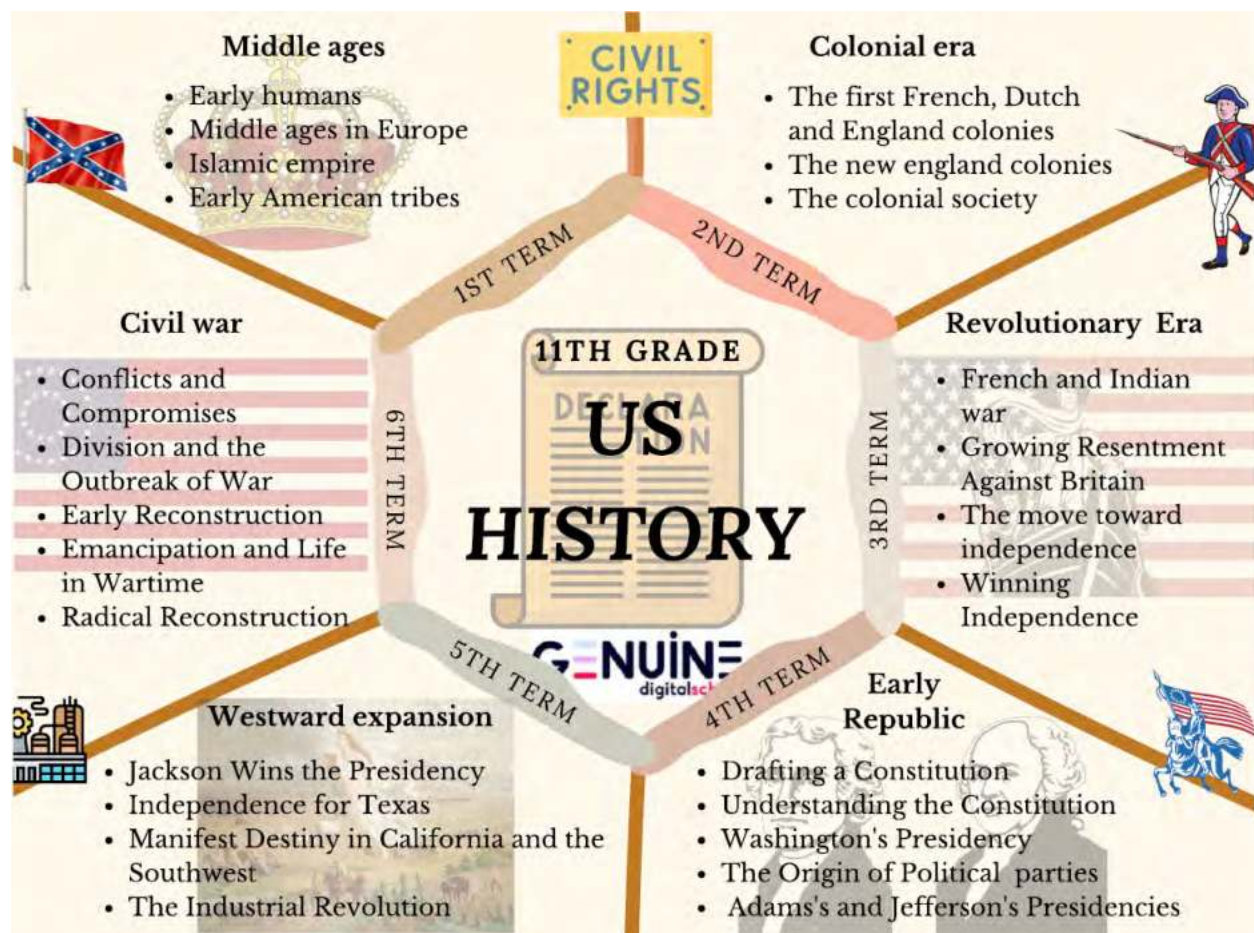 Middle ages
• Early humans
• Middle ages in Europe
• Islamic empire
• Early American tribes
CIVIL
RIGHTS
Colonial era
• The first French, Dutch
and England colonies
• The new england colonies
• The colonial society
1ST TERM
2ND TERM
Civil war
• Conflicts and
Compromises
• Division and the
Outbreak of War
• Early Reconstruction
• Emancipation and Life
in Wartime
• Radical Reconstruction
6TH TERM
11TH GRADE
DECLARA
TION
US
HISTORY
GENUINE
digitalsch
3RD TERM
Revolutionary Era
• French and Indian
war
• Growing Resentment
Against Britain
• The move toward
independence
• Winning
Independence
5TH TERM
4TH TERM
Westward expansion
• Jackson Wins the Presidency
• Independence for Texas
• Manifest Destiny in California and the
Southwest
• The Industrial Revolution
Early
Republic
• Drafting a Constitution
• Understanding the Constitution
• Washington's Presidency
• The Origin of Political parties
• Adams's and Jefferson's Presidencies